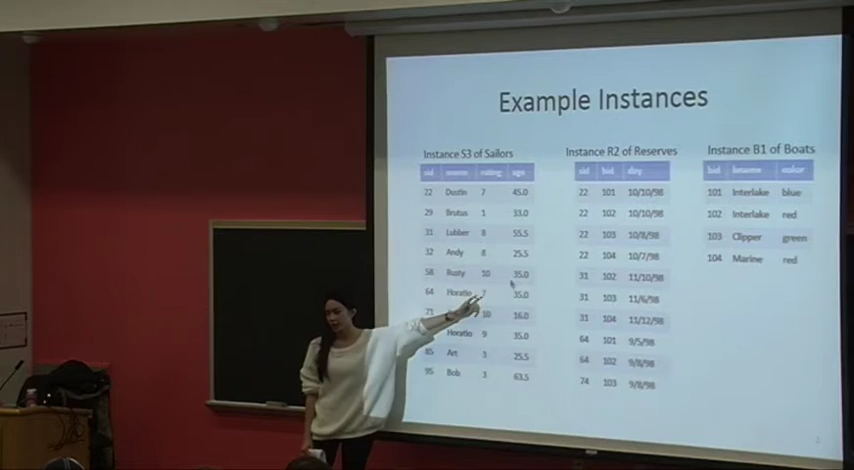 Example Instances
Instance S3 of Sailors
sid sname rating age
22 Dustin 7 45.0
29 Brutus 1 33.0
31 Lubber 8 55.5
32 Andy 8 25.5
58 Rusty 10 35.0
64 Horatio 7 35.0
71 10 16.0
Horatio 9 35.0
85 Art 3 25.5
95 Bob 3 63.5
Instance R2 of Reserves
sid bid day
22 101 10/10/98
22 102 10/10/98
22 103 10/8/98
22 104 10/7/98
31 102 11/10/98
31 103 11/6/98
31 104 11/12/98
64 101 9/5/98
64 102 9/8/98
74 103 9/8/98
Instance B1 of Boats
bid bname color
101 Interlake blue
102 Interlake red
103 Clipper green
104 Marine red